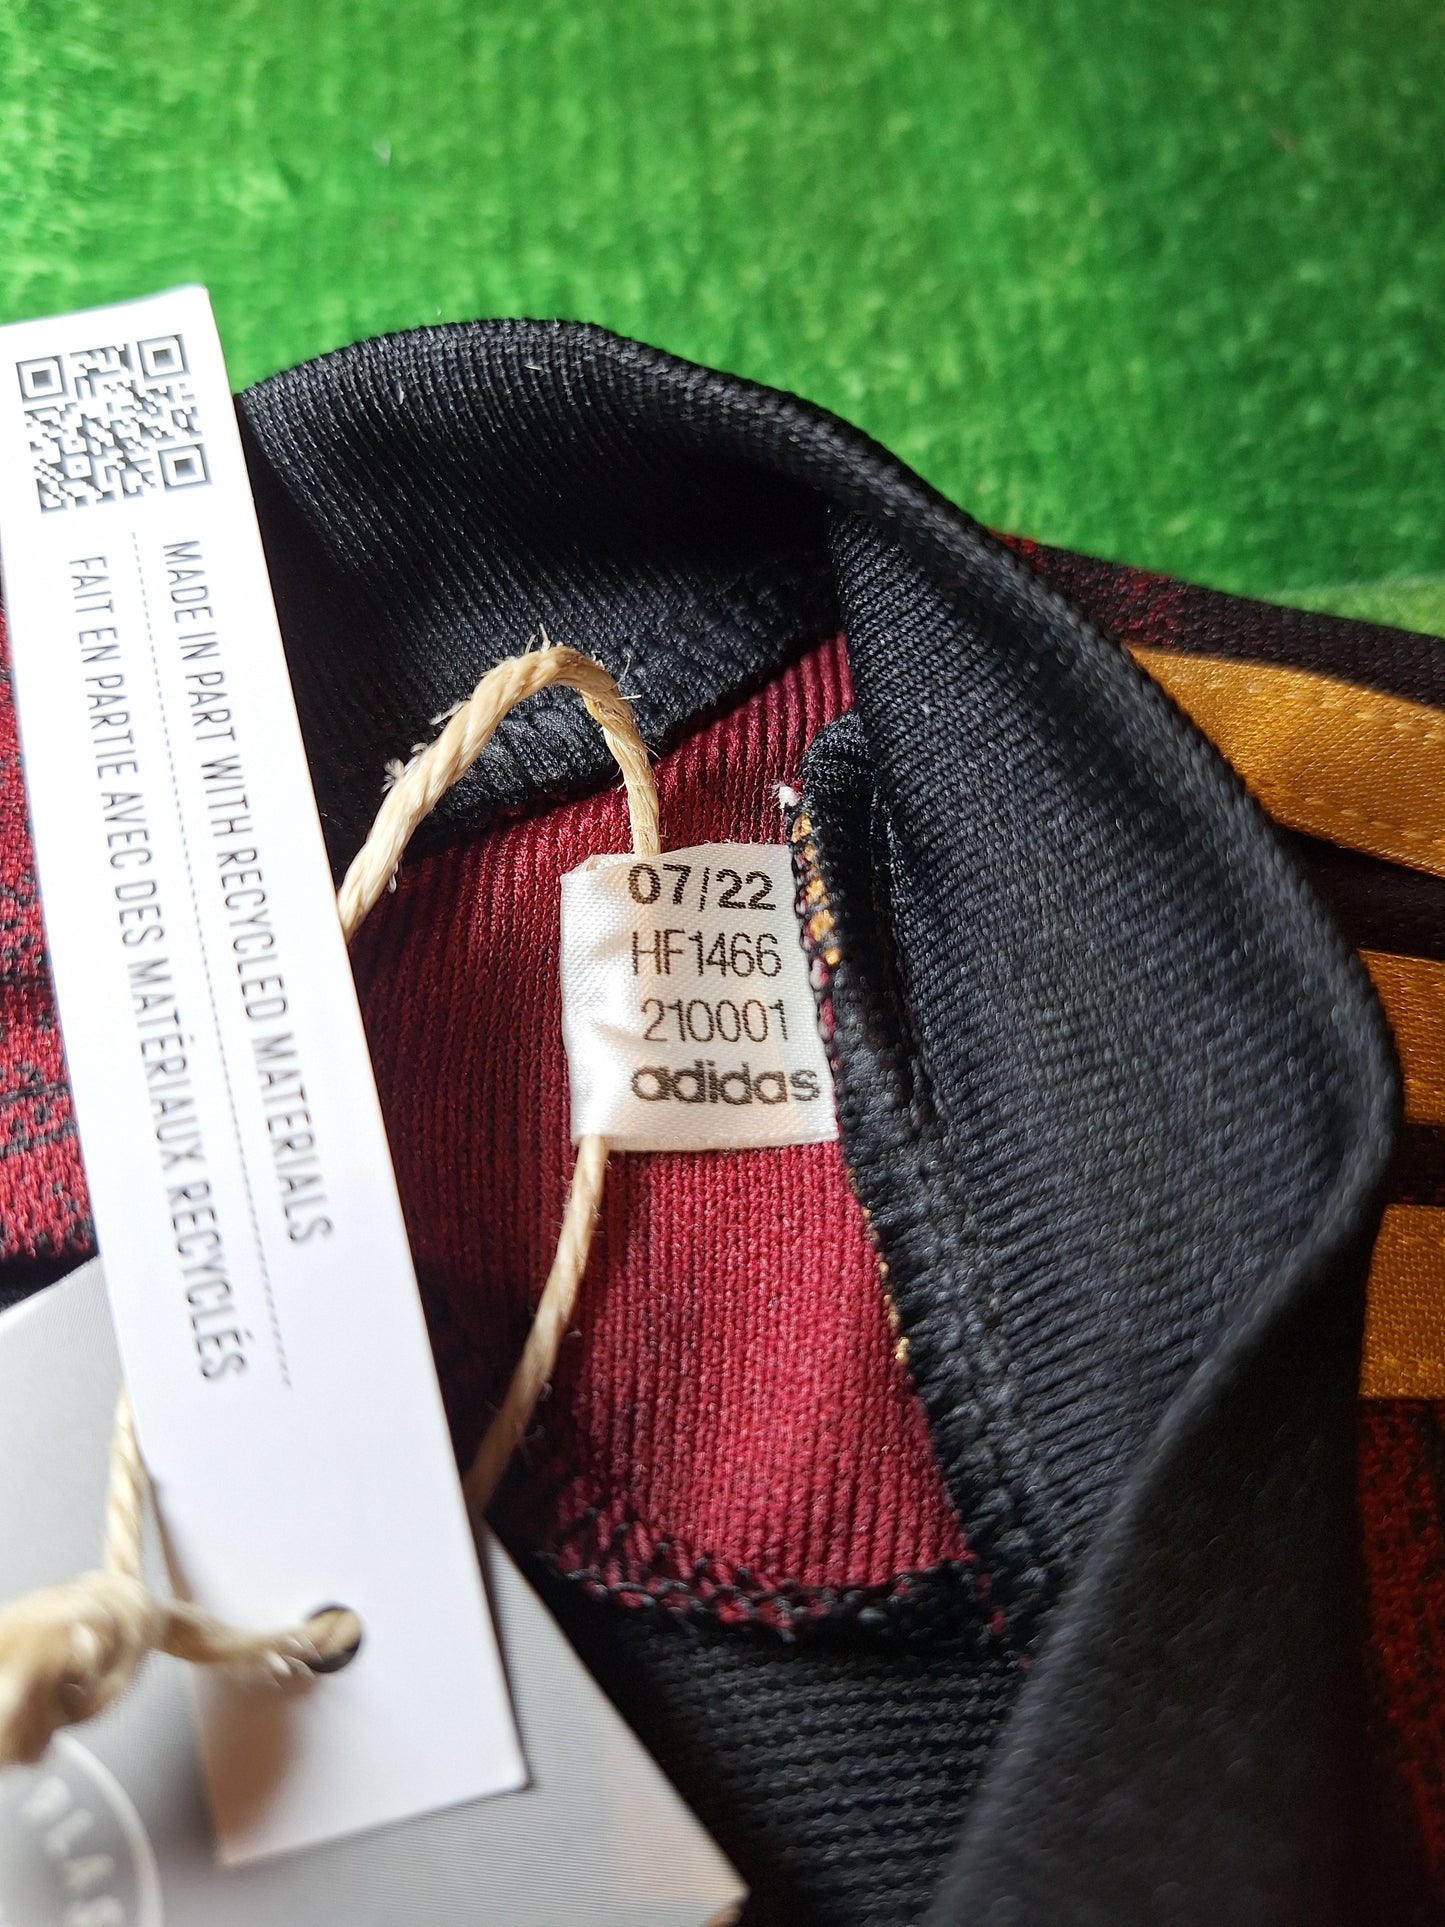 MADE IN PART WITH RECYCLED MATERIALS
FAIT EN PARTIE AVEC DES MATÉRIAUX RECYCLÉS
07/22
HF1466
210001
adidas